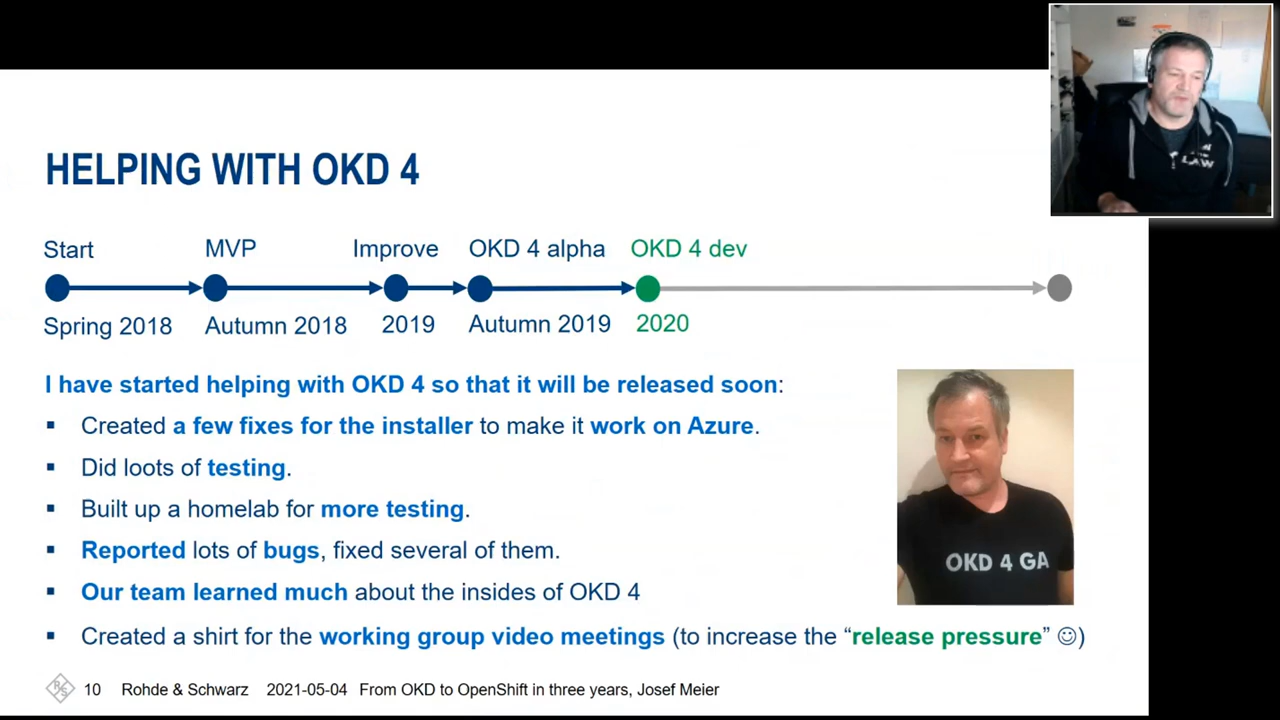 HELPING WITH OKD 4
Start MVP Improve OKD 4 alpha OKD 4 dev
Spring 2018 Autumn 2018 2019 Autumn 2019 2020
I have started helping with OKD 4 so that it will be released soon:
▪ Created a few fixes for the installer to make it work on Azure.
▪ Did loots of testing.
▪ Built up a homelab for more testing.
▪ Reported lots of bugs, fixed several of them.
▪ Our team learned much about the insides of OKD 4
▪ Created a shirt for the working group video meetings (to increase the “release pressure” ☺)
OKD 4 GA
R&S 10 Rohde & Schwarz 2021-05-04 From OKD to OpenShift in three years, Josef Meier
LAW